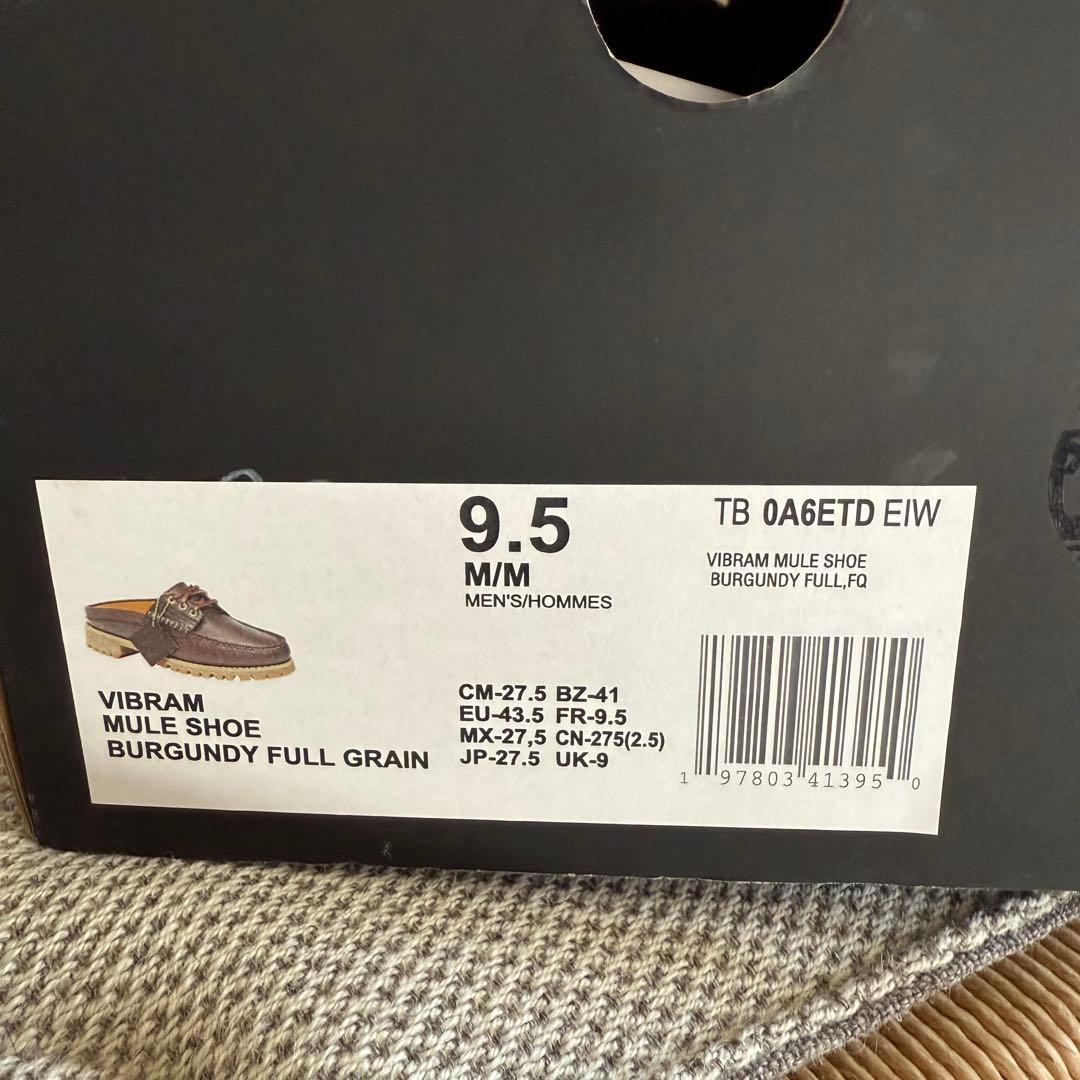 9.5
M/M
MEN'S/HOMMES
TB 0A6ETD EIW
VIBRAM MULE SHOE
BURGUNDY FULL,FQ
VIBRAM
MULE SHOE
BURGUNDY FULL GRAIN
CM-27.5 BZ-41
EU-43.5 FR-9.5
MX-27,5 CN-275(2.5)
JP-27.5 UK-9
1 97803 41395 0